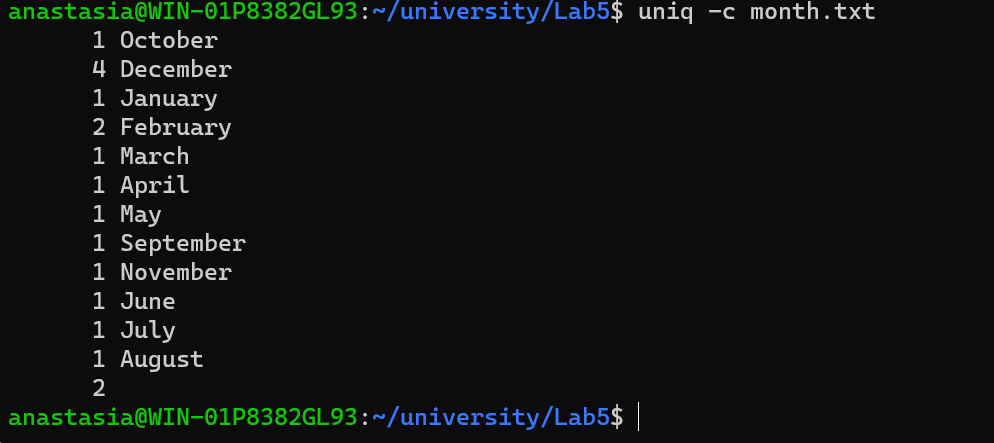 anastasia@WIN-01P8382GL93:~/university/Lab5$ uniq -c month.txt
1 October
4 December
1 January
2 February
1 March
1 April
1 May
1 September
1 November
1 June
1 July
1 August
2
anastasia@WIN-01P8382GL93:~/university/Lab5$